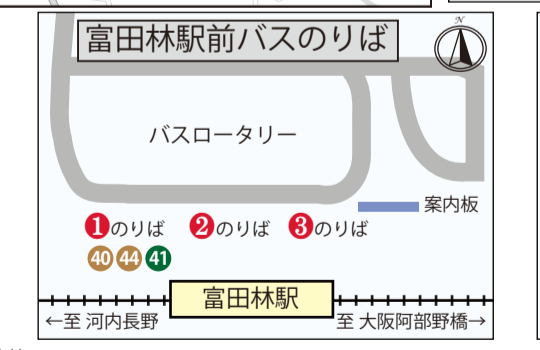 富田林駅前バスのりば
N
バスロータリー
案内板
1のりば 2のりば 3のりば
40 44 41
富田林駅
←至 河内長野 至 大阪阿部野橋→